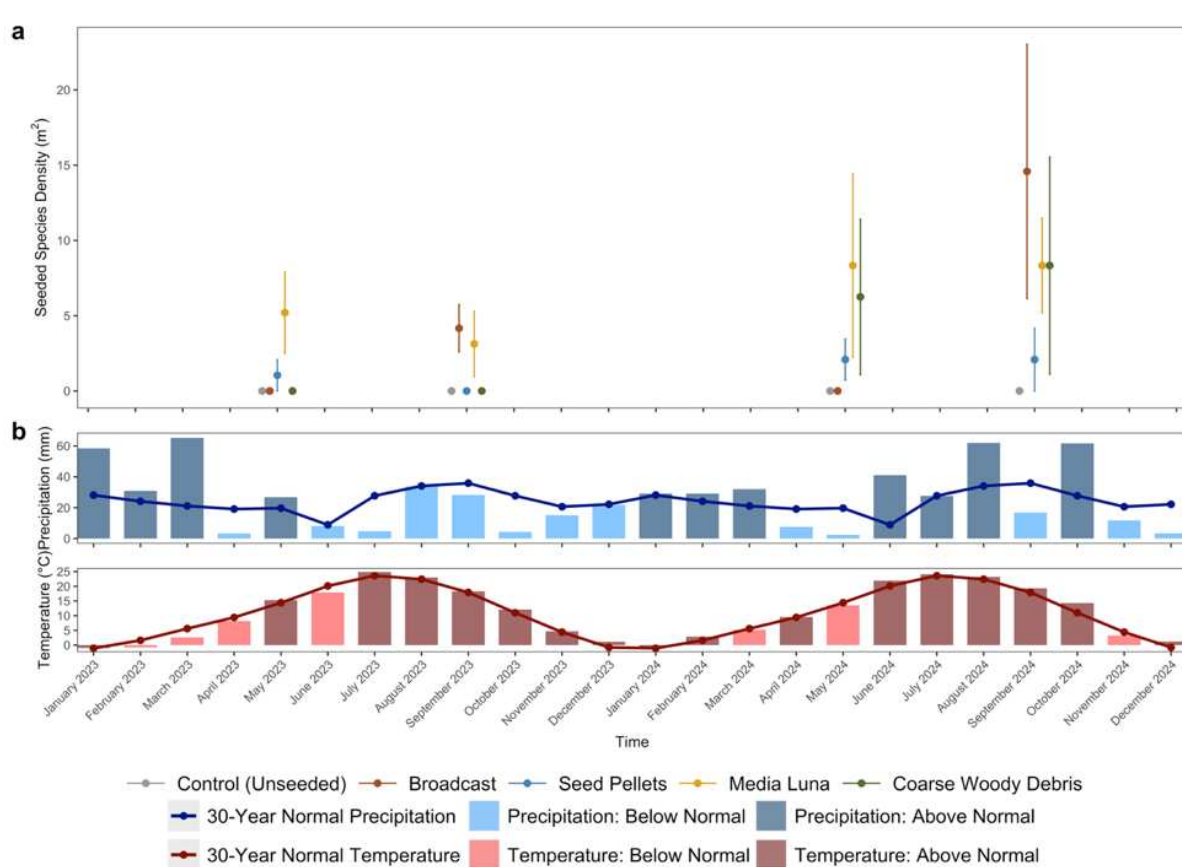 a
Seeded Species Density (m²)
20
15
10
5
0
b
Precipitation (mm)
60
40
20
0
Temperature (°C)
25
20
15
10
5
0
January 2023
February 2023
March 2023
April 2023
May 2023
June 2023
July 2023
August 2023
September 2023
October 2023
November 2023
December 2023
January 2024
February 2024
March 2024
April 2024
May 2024
June 2024
July 2024
August 2024
September 2024
October 2024
November 2024
December 2024
Time
Control (Unseeded) Broadcast Seed Pellets Media Luna Coarse Woody Debris
30-Year Normal Precipitation Precipitation: Below Normal Precipitation: Above Normal
30-Year Normal Temperature Temperature: Below Normal Temperature: Above Normal